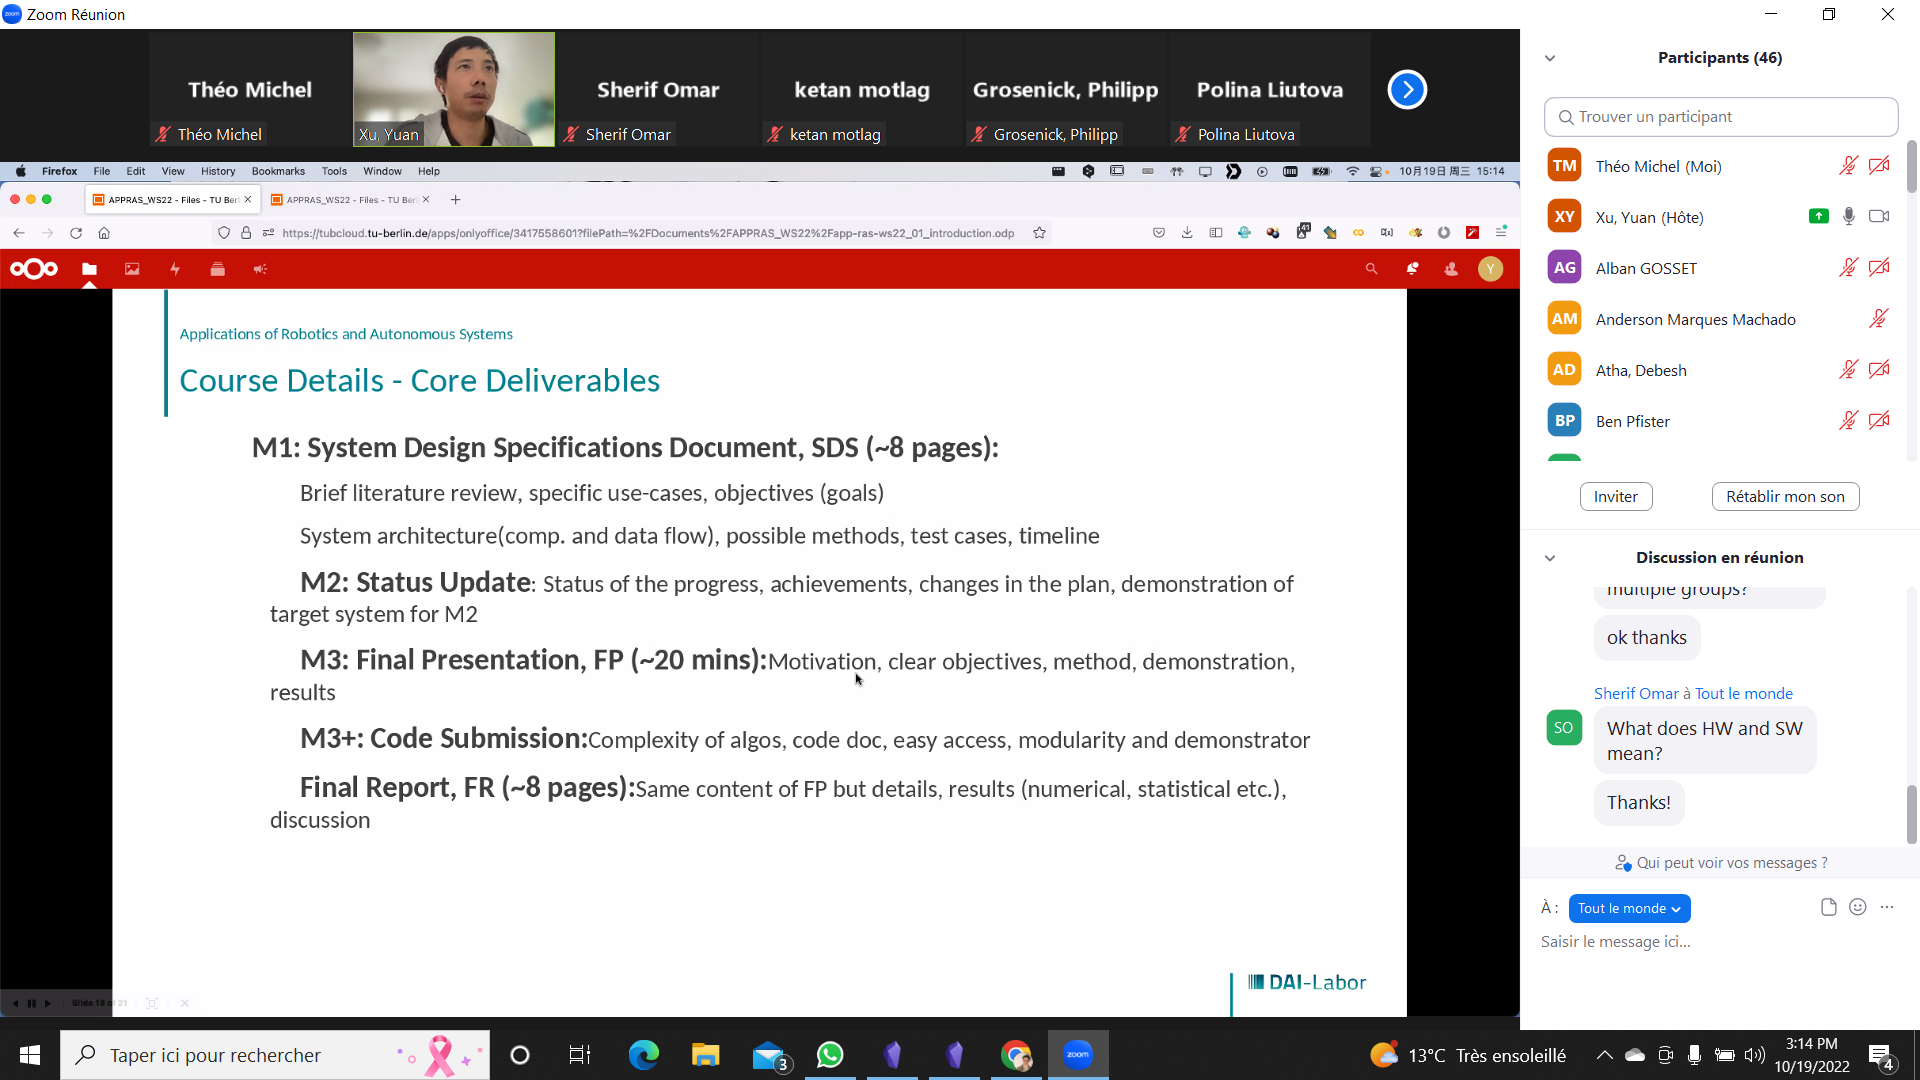 Zoom Réunion
Théo Michel
Sherif Omar
ketan motlag
Grosenick, Philipp
Polina Liutova
Théo Michel
Xu, Yuan
Sherif Omar
ketan motlag
Grosenick, Philipp
Polina Liutova
Firefox File Edit View History Bookmarks Tools Window Help
10月19日 周三 15:14
APPRAS_WS22 - Files - TU Berl
APPRAS_WS22 - Files - TU Berl
https://tubcloud.tu-berlin.de/apps/onlyoffice/3417558601?filePath=%2FDocuments%2FAPPRAS_WS22%2Fapp-ras-ws22_01_introduction.odp
41
Y
Applications of Robotics and Autonomous Systems
Course Details - Core Deliverables
M1: System Design Specifications Document, SDS (~8 pages):
Brief literature review, specific use-cases, objectives (goals)
System architecture(comp. and data flow), possible methods, test cases, timeline
M2: Status Update: Status of the progress, achievements, changes in the plan, demonstration of
target system for M2
M3: Final Presentation, FP (~20 mins):Motivation, clear objectives, method, demonstration,
results
M3+: Code Submission:Complexity of algos, code doc, easy access, modularity and demonstrator
Final Report, FR (~8 pages):Same content of FP but details, results (numerical, statistical etc.),
discussion
DAI-Labor
Slide 18 of 21
Participants (46)
Trouver un participant
TM Théo Michel (Moi)
XY Xu, Yuan (Hôte)
AG Alban GOSSET
AM Anderson Marques Machado
AD Atha, Debesh
BP Ben Pfister
Inviter
Rétablir mon son
Discussion en réunion
multiple groups?
ok thanks
Sherif Omar à Tout le monde
SO
What does HW and SW
mean?
Thanks!
Qui peut voir vos messages ?
À : Tout le monde
Saisir le message ici...
Taper ici pour rechercher
3
zoom
13°C Très ensoleillé
3:14 PM
10/19/2022
4